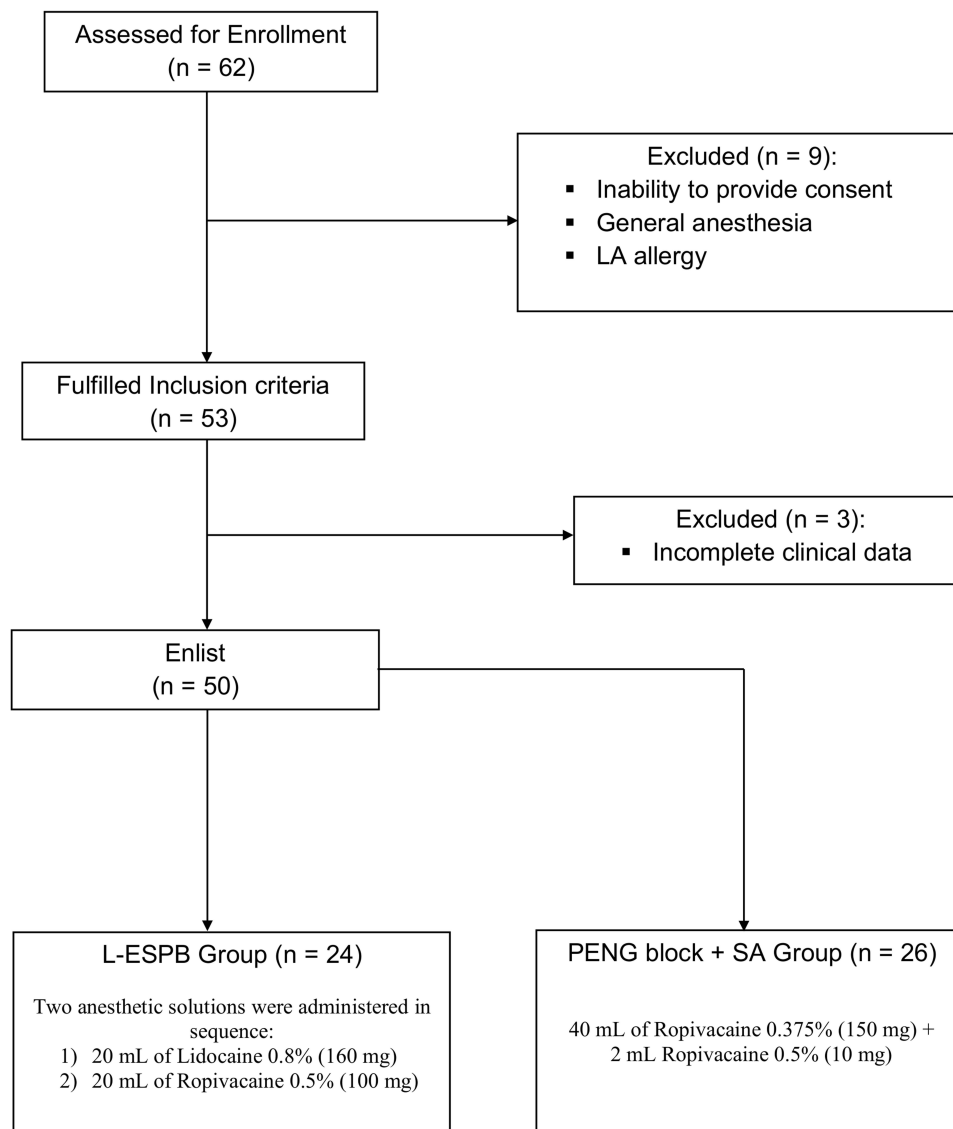 Assessed for Enrollment
(n = 62)
Excluded (n = 9):
▪ Inability to provide consent
▪ General anesthesia
▪ LA allergy
Fulfilled Inclusion criteria
(n = 53)
Excluded (n = 3):
▪ Incomplete clinical data
Enlist
(n = 50)
L-ESPB Group (n = 24)
Two anesthetic solutions were administered in
sequence:
1) 20 mL of Lidocaine 0.8% (160 mg)
2) 20 mL of Ropivacaine 0.5% (100 mg)
PENG block + SA Group (n = 26)
40 mL of Ropivacaine 0.375% (150 mg) +
2 mL Ropivacaine 0.5% (10 mg)